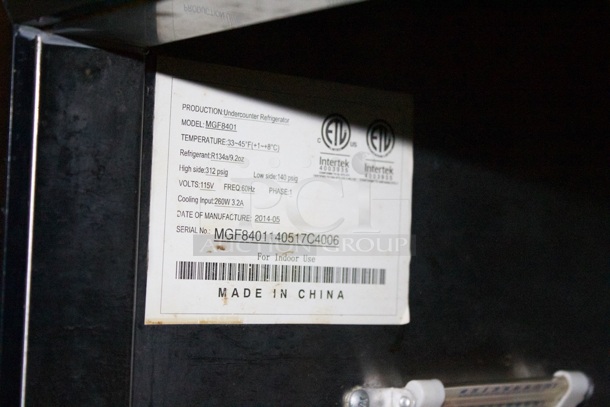 PRODUCTION: Undercounter Refrigerator
MODEL: MGF8401
TEMPERATURE: 33~45°F(+1~+8°C)
Refrigerant: R134a/9.2oz
High side: 312 psig Low side: 140 psig
VOLTS: 115V FREQ: 60Hz PHASE: 1
Cooling Input: 260W 3.2A
DATE OF MANUFACTURE: 2014-05
SERIAL No.: MGF8401140517C4006
For Indoor Use
MADE IN CHINA
C ETL US
Intertek
ETL
Intertek
PCI
AUCTION GROUP